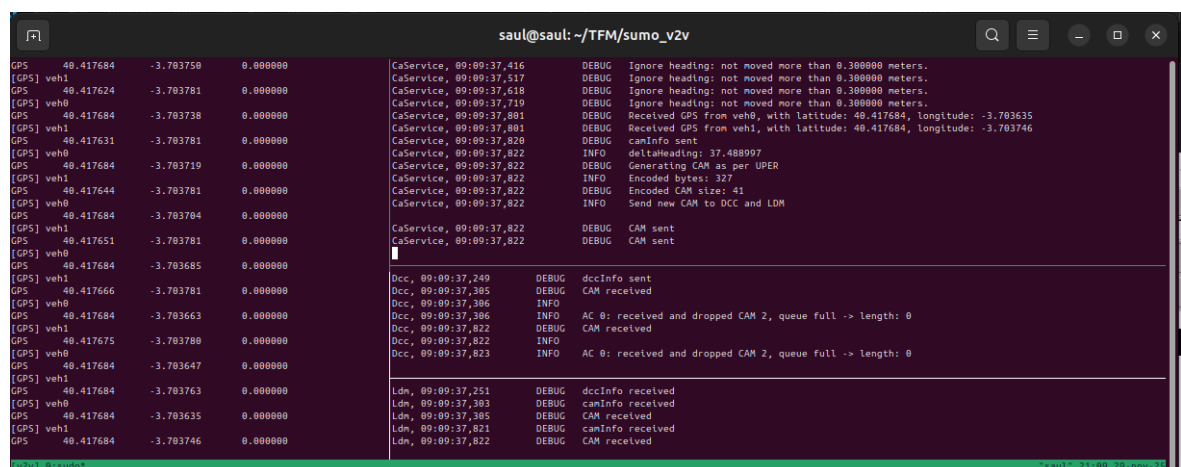 saul@saul: ~/TFM/sumo_v2v
GPS 40.417684 -3.703750 0.000000
[GPS] veh1
GPS 40.417624 -3.703781 0.000000
[GPS] veh0
GPS 40.417684 -3.703738 0.000000
[GPS] veh1
GPS 40.417631 -3.703781 0.000000
[GPS] veh0
GPS 40.417684 -3.703719 0.000000
[GPS] veh1
GPS 40.417644 -3.703781 0.000000
[GPS] veh0
GPS 40.417684 -3.703704 0.000000
[GPS] veh1
GPS 40.417651 -3.703781 0.000000
[GPS] veh0
GPS 40.417684 -3.703685 0.000000
[GPS] veh1
GPS 40.417666 -3.703781 0.000000
[GPS] veh0
GPS 40.417684 -3.703663 0.000000
[GPS] veh1
GPS 40.417675 -3.703780 0.000000
[GPS] veh0
GPS 40.417684 -3.703647 0.000000
[GPS] veh1
GPS 40.417684 -3.703763 0.000000
[GPS] veh0
GPS 40.417684 -3.703635 0.000000
[GPS] veh1
GPS 40.417684 -3.703746 0.000000
CaService, 09:09:37,416 DEBUG Ignore heading: not moved more than 0.300000 meters.
CaService, 09:09:37,517 DEBUG Ignore heading: not moved more than 0.300000 meters.
CaService, 09:09:37,618 DEBUG Ignore heading: not moved more than 0.300000 meters.
CaService, 09:09:37,719 DEBUG Ignore heading: not moved more than 0.300000 meters.
CaService, 09:09:37,801 DEBUG Received GPS from veh0, with latitude: 40.417684, longitude: -3.703635
CaService, 09:09:37,801 DEBUG Received GPS from veh1, with latitude: 40.417684, longitude: -3.703746
CaService, 09:09:37,820 DEBUG camInfo sent
CaService, 09:09:37,822 INFO deltaHeading: 37.488997
CaService, 09:09:37,822 DEBUG Generating CAM as per UPER
CaService, 09:09:37,822 INFO Encoded bytes: 327
CaService, 09:09:37,822 DEBUG Encoded CAM size: 41
CaService, 09:09:37,822 INFO Send new CAM to DCC and LDM
CaService, 09:09:37,822 DEBUG CAM sent
CaService, 09:09:37,822 DEBUG CAM sent
Dcc, 09:09:37,249 DEBUG dccInfo sent
Dcc, 09:09:37,305 DEBUG CAM received
Dcc, 09:09:37,306 INFO
Dcc, 09:09:37,306 INFO AC 0: received and dropped CAM 2, queue full -> length: 0
Dcc, 09:09:37,822 DEBUG CAM received
Dcc, 09:09:37,822 INFO
Dcc, 09:09:37,823 INFO AC 0: received and dropped CAM 2, queue full -> length: 0
Ldm, 09:09:37,251 DEBUG dccInfo received
Ldm, 09:09:37,303 DEBUG camInfo received
Ldm, 09:09:37,305 DEBUG CAM received
Ldm, 09:09:37,821 DEBUG camInfo received
Ldm, 09:09:37,822 DEBUG CAM received
[v2v] 0:sudo* "saul" 21:09 29-nov-25